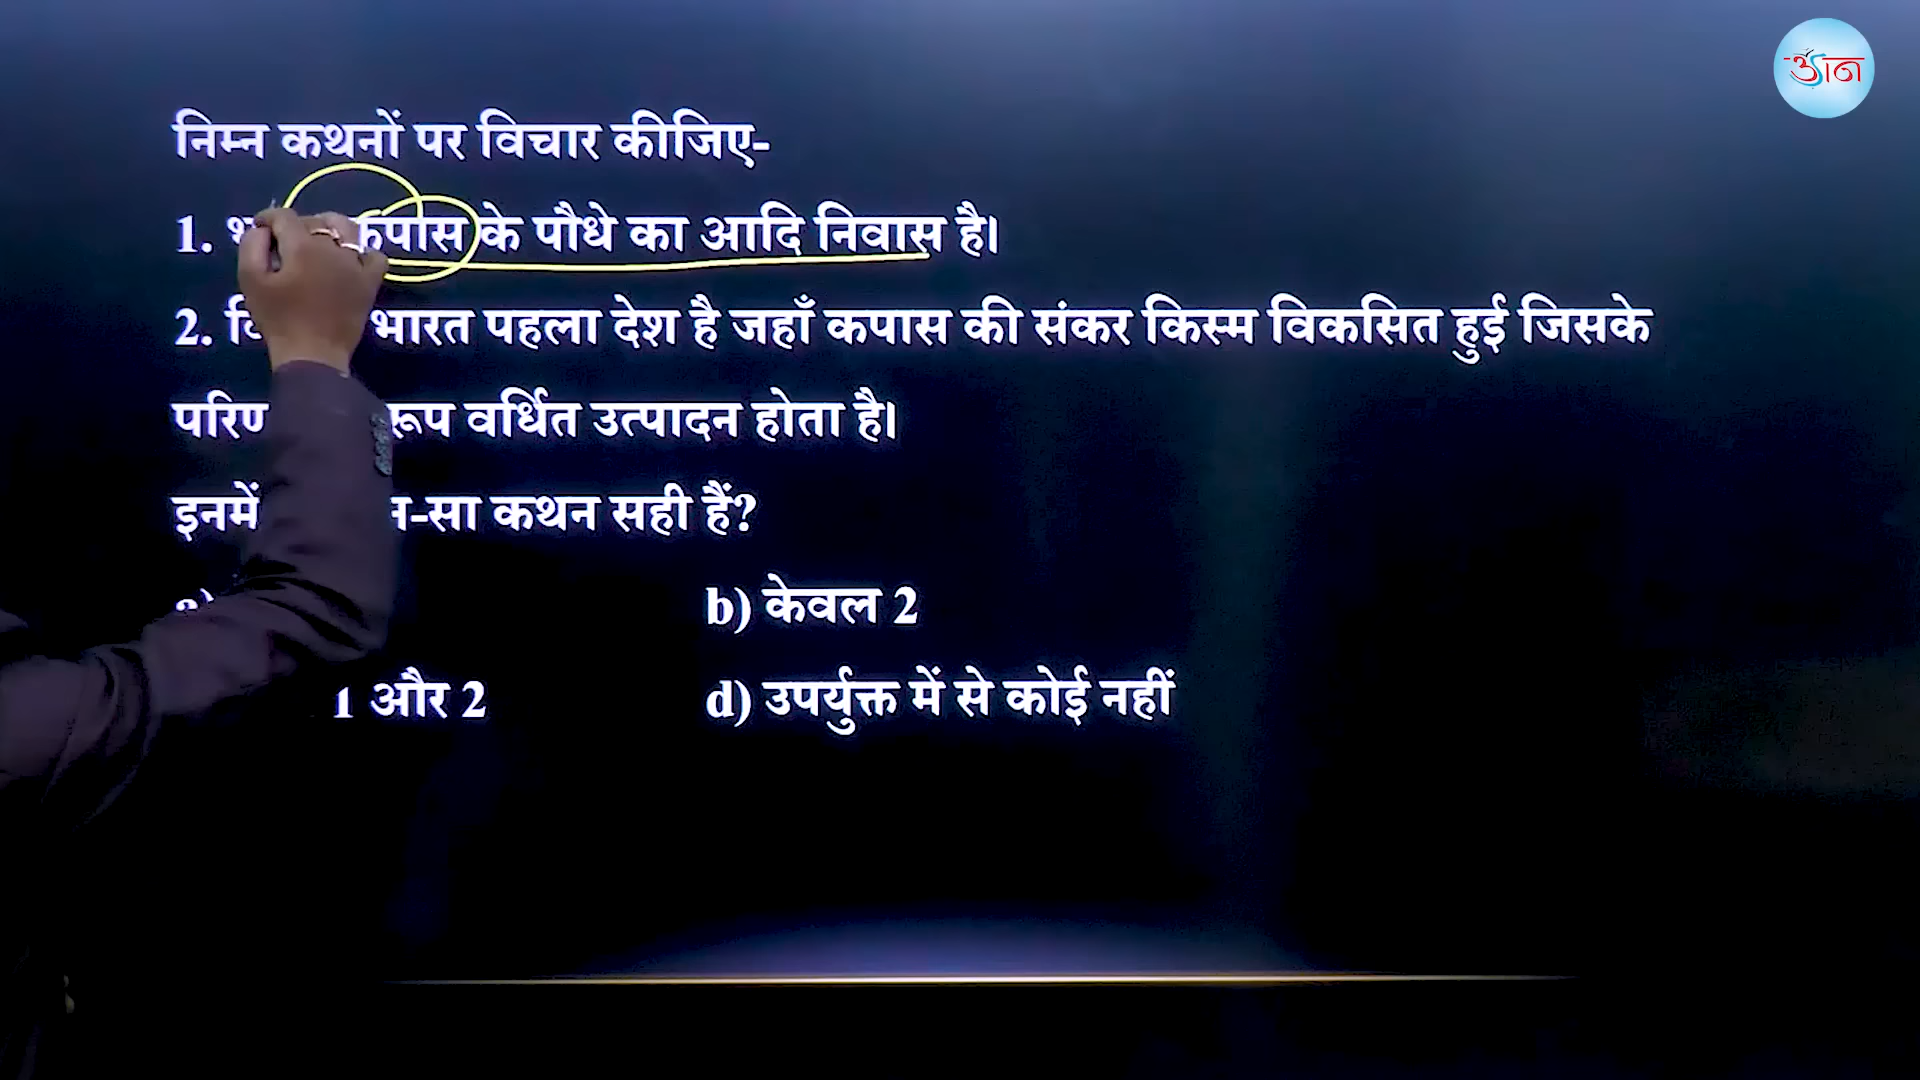 ज्ञान
निम्न कथनों पर विचार कीजिए-
1. कपास के पौधे का आदि निवास है।
2. भारत पहला देश है जहाँ कपास की संकर किस्म विकसित हुई जिसके
वर्धित उत्पादन होता है।
इनमें कथन सही हैं?
b) केवल 2
1 और 2
d) उपर्युक्त में से कोई नहीं